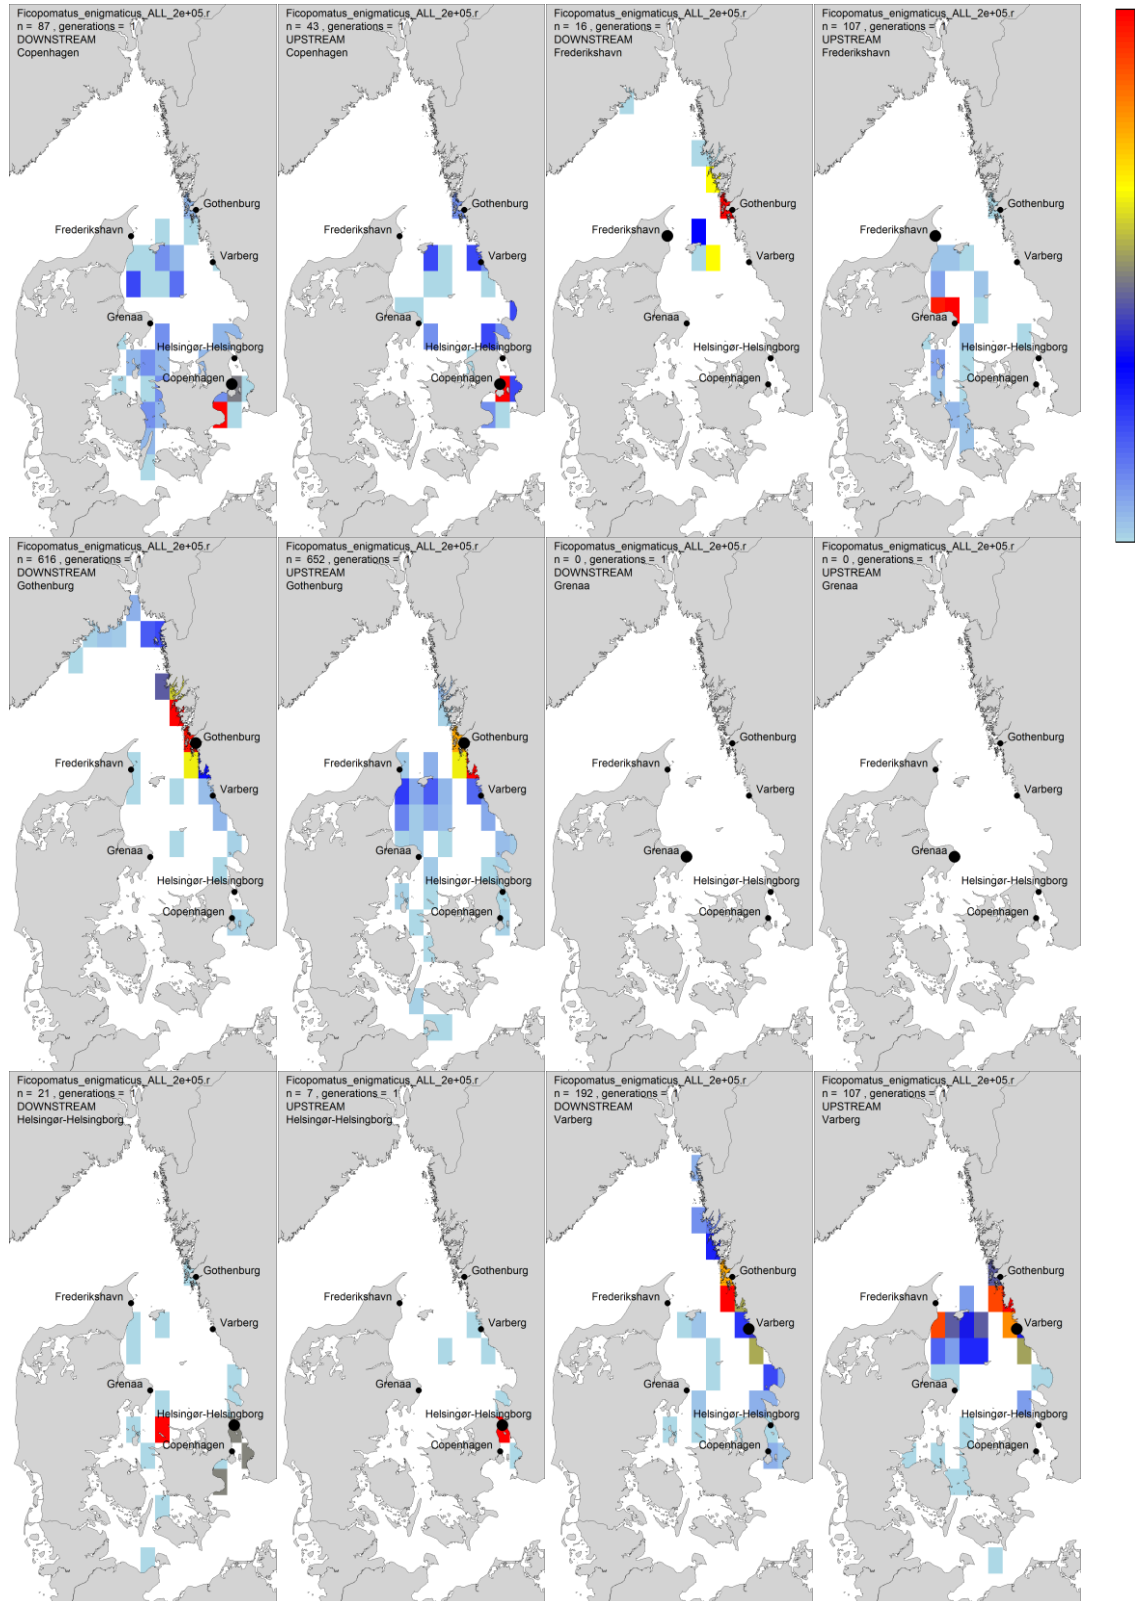 Ficopomatus_enigmaticus_ALL_2e+05.r
n = 87 , generations = 1
DOWNSTREAM
Copenhagen
Gothenburg
Frederikshavn
Varberg
Grenaa
Helsingør-Helsingborg
Copenhagen
Ficopomatus_enigmaticus_ALL_2e+05.r
n = 43 , generations = 1
UPSTREAM
Copenhagen
Gothenburg
Frederikshavn
Varberg
Grenaa
Helsingør-Helsingborg
Copenhagen
Ficopomatus_enigmaticus_ALL_2e+05.r
n = 16 , generations = 1
DOWNSTREAM
Frederikshavn
Gothenburg
Frederikshavn
Varberg
Grenaa
Helsingør-Helsingborg
Copenhagen
Ficopomatus_enigmaticus_ALL_2e+05.r
n = 107 , generations = 1
UPSTREAM
Frederikshavn
Gothenburg
Frederikshavn
Varberg
Grenaa
Helsingør-Helsingborg
Copenhagen
Ficopomatus_enigmaticus_ALL_2e+05.r
n = 616 , generations = 1
DOWNSTREAM
Gothenburg
Gothenburg
Frederikshavn
Varberg
Grenaa
Helsingør-Helsingborg
Copenhagen
Ficopomatus_enigmaticus_ALL_2e+05.r
n = 652 , generations = 1
UPSTREAM
Gothenburg
Gothenburg
Frederikshavn
Varberg
Grenaa
Helsingør-Helsingborg
Copenhagen
Ficopomatus_enigmaticus_ALL_2e+05.r
n = 0 , generations = 1
DOWNSTREAM
Grenaa
Gothenburg
Frederikshavn
Varberg
Grenaa
Helsingør-Helsingborg
Copenhagen
Ficopomatus_enigmaticus_ALL_2e+05.r
n = 0 , generations = 1
UPSTREAM
Grenaa
Gothenburg
Frederikshavn
Varberg
Grenaa
Helsingør-Helsingborg
Copenhagen
Ficopomatus_enigmaticus_ALL_2e+05.r
n = 21 , generations = 1
DOWNSTREAM
Helsingør-Helsingborg
Gothenburg
Frederikshavn
Varberg
Grenaa
Helsingør-Helsingborg
Copenhagen
Ficopomatus_enigmaticus_ALL_2e+05.r
n = 7 , generations = 1
UPSTREAM
Helsingør-Helsingborg
Gothenburg
Frederikshavn
Varberg
Grenaa
Helsingør-Helsingborg
Copenhagen
Ficopomatus_enigmaticus_ALL_2e+05.r
n = 192 , generations = 1
DOWNSTREAM
Varberg
Gothenburg
Frederikshavn
Varberg
Grenaa
Helsingør-Helsingborg
Copenhagen
Ficopomatus_enigmaticus_ALL_2e+05.r
n = 107 , generations = 1
UPSTREAM
Varberg
Gothenburg
Frederikshavn
Varberg
Grenaa
Helsingør-Helsingborg
Copenhagen